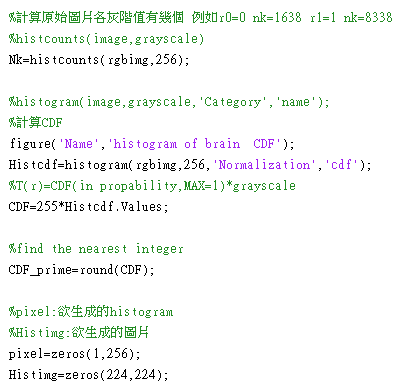 %計算原始圖片各灰階值有幾個 例如r0=0 nk=1638 r1=1 nk=8338
%histcounts(image,grayscale)
Nk=histcounts(rgbimg,256);
%histogram(image,grayscale,'Category','name');
%計算CDF
figure('Name','histogram of brain  CDF');
Histcdf=histogram(rgbimg,256,'Normalization','cdf');
%T(r)=CDF(in propability,MAX=1)*grayscale
CDF=255*Histcdf.Values;
%find the nearest integer
CDF_prime=round(CDF);
%pixel:欲生成的histogram
%Histimg:欲生成的圖片
pixel=zeros(1,256);
Histimg=zeros(224,224);